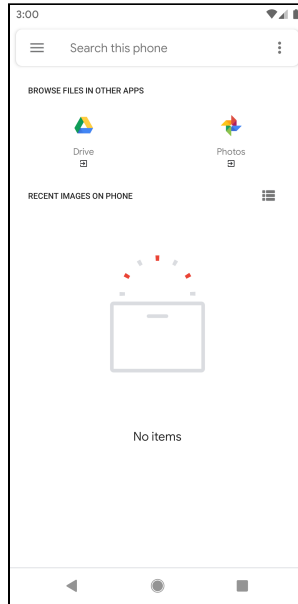 3:00
Search this phone
BROWSE FILES IN OTHER APPS
Drive
Photos
RECENT IMAGES ON PHONE
No items